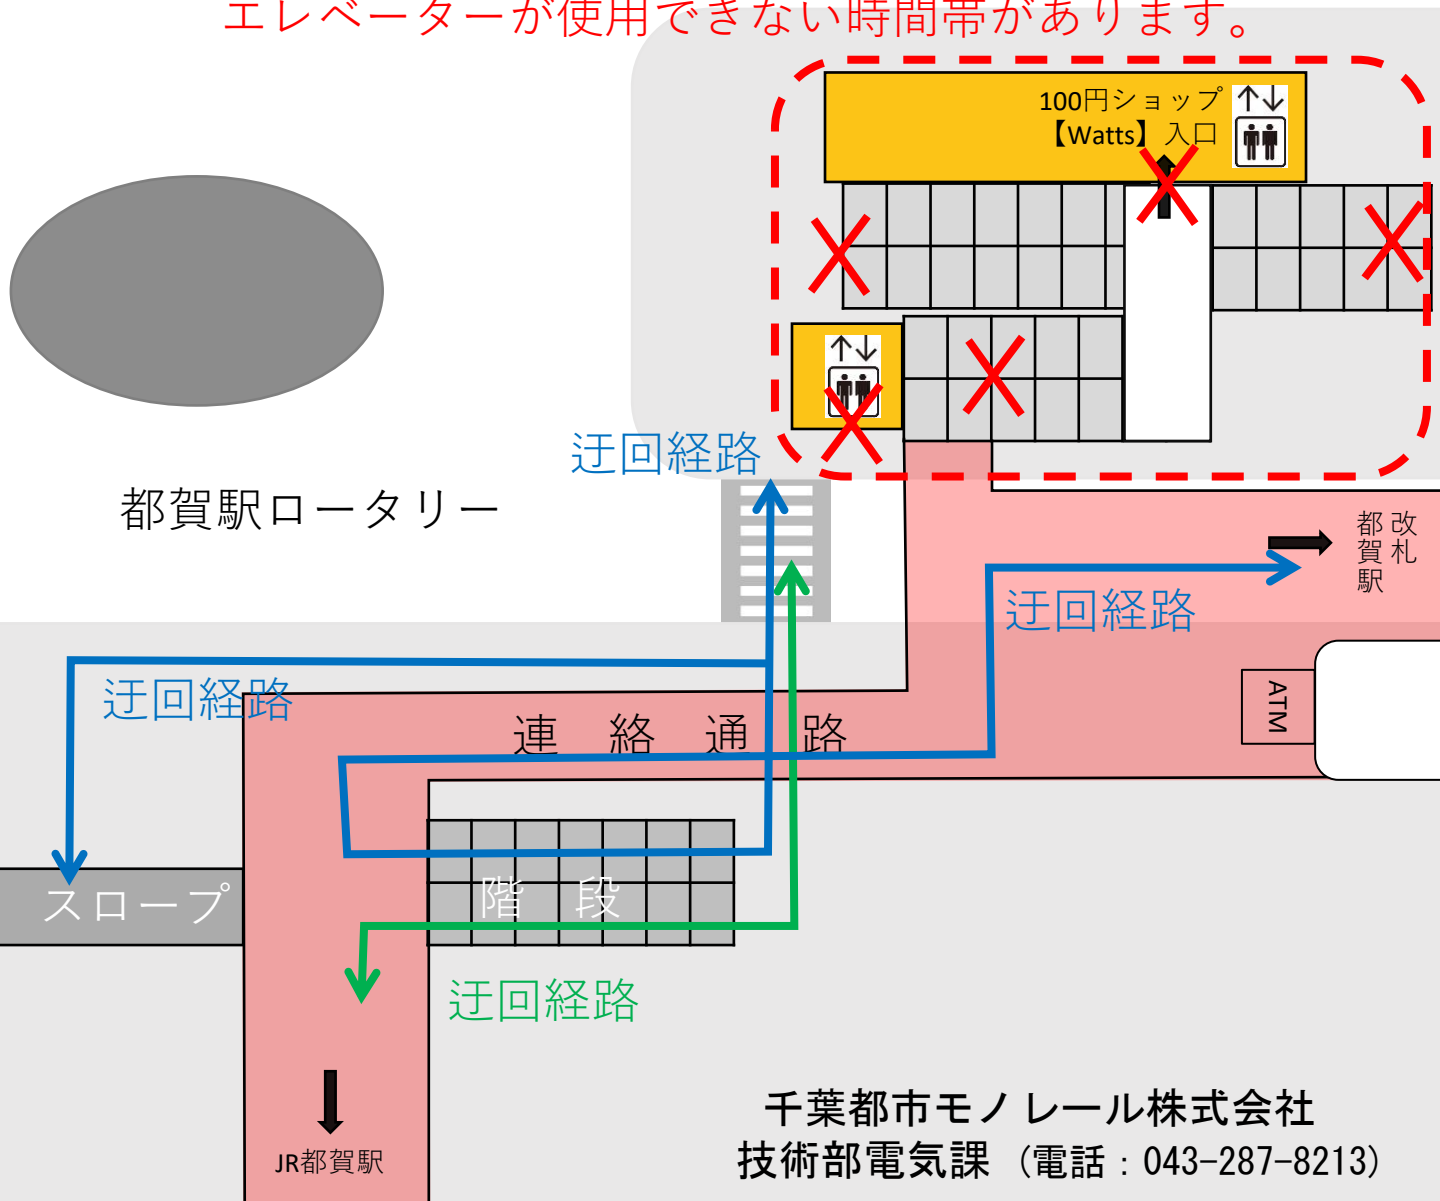 エレベーターが使用できない時間帯があります。
100円ショップ
【Watts】入口
迂回経路
都賀駅ロータリー
都賀駅
改札
迂回経路
迂回経路
連絡通路
ATM
スロープ
階段
迂回経路
JR都賀駅
千葉都市モノレール株式会社
技術部電気課（電話：043-287-8213）